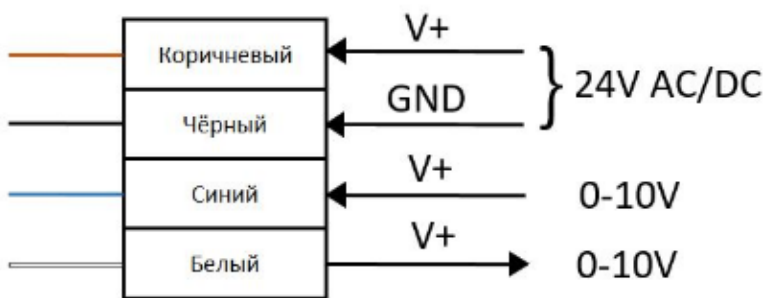 Коричневый V+
24V AC/DC
Чёрный GND
Синий V+ 0-10V
Белый V+ 0-10V